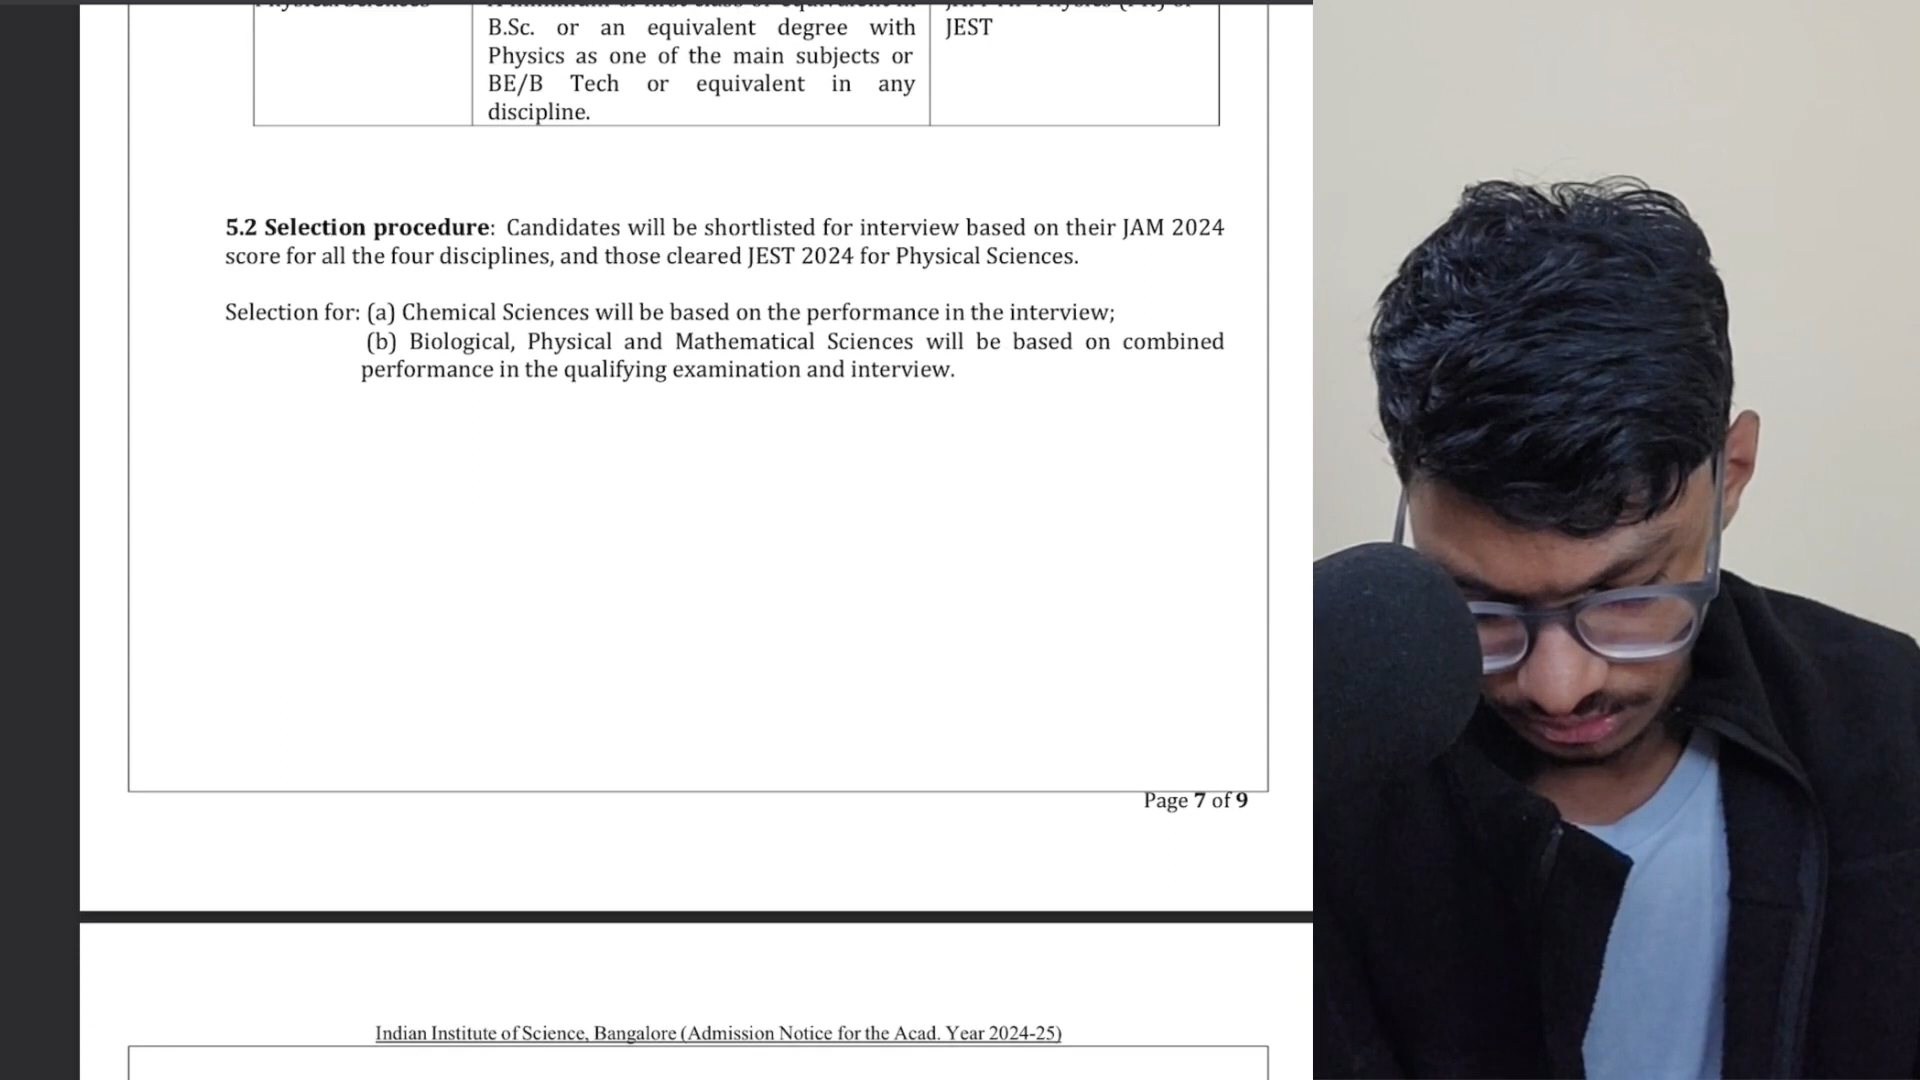 B.Sc. or an equivalent degree with
Physics as one of the main subjects or
BE/B Tech or equivalent in any
discipline.
JEST
5.2 Selection procedure: Candidates will be shortlisted for interview based on their JAM 2024
score for all the four disciplines, and those cleared JEST 2024 for Physical Sciences.
Selection for: (a) Chemical Sciences will be based on the performance in the interview;
(b) Biological, Physical and Mathematical Sciences will be based on combined
performance in the qualifying examination and interview.
Page 7 of 9
Indian Institute of Science, Bangalore (Admission Notice for the Acad. Year 2024-25)